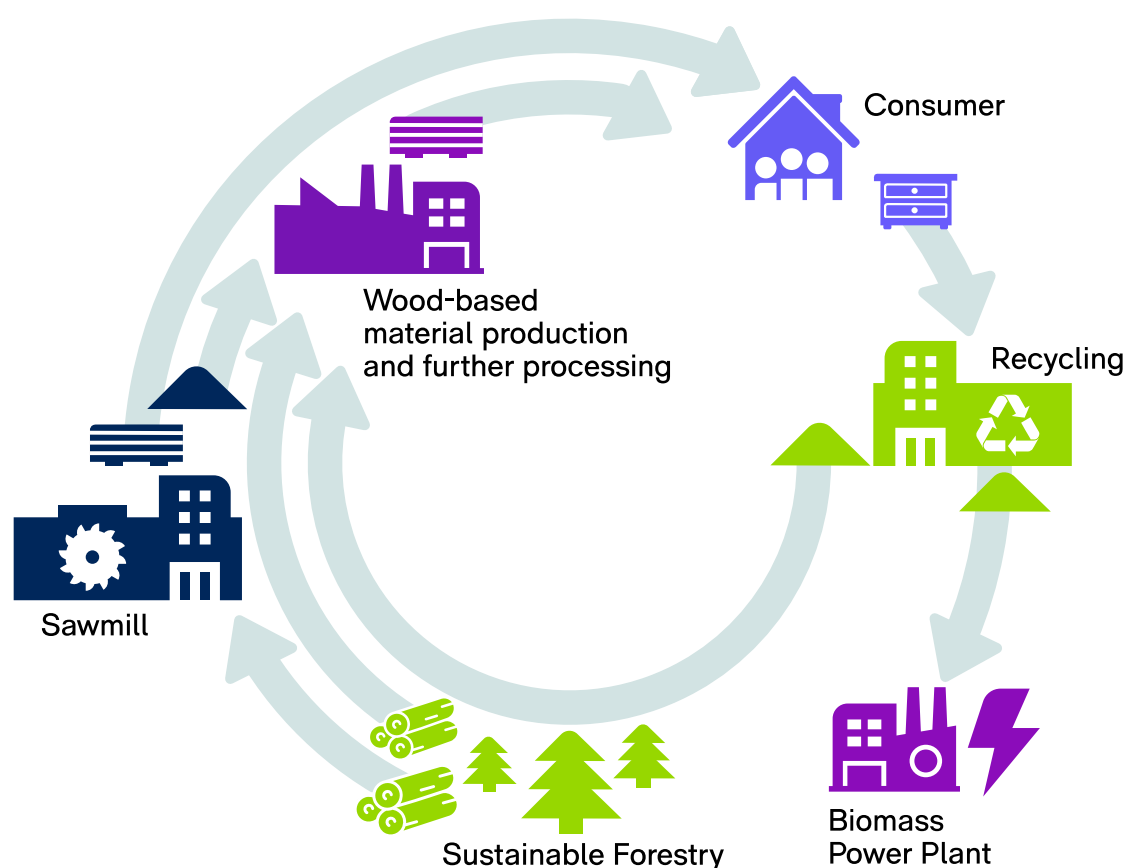 Consumer
Wood-based
material production
and further processing
Recycling
Sawmill
Sustainable Forestry
Biomass
Power Plant